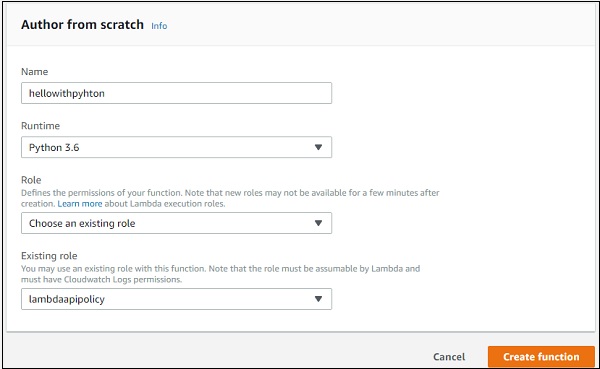 Author from scratch Info
Name
hellowithpyhton
Runtime
Python 3.6
Role
Defines the permissions of your function. Note that new roles may not be available for a few minutes after
creation. Learn more about Lambda execution roles.
Choose an existing role
Existing role
You may use an existing role with this function. Note that the role must be assumable by Lambda and
must have Cloudwatch Logs permissions.
lambdaapipolicy
Cancel Create function